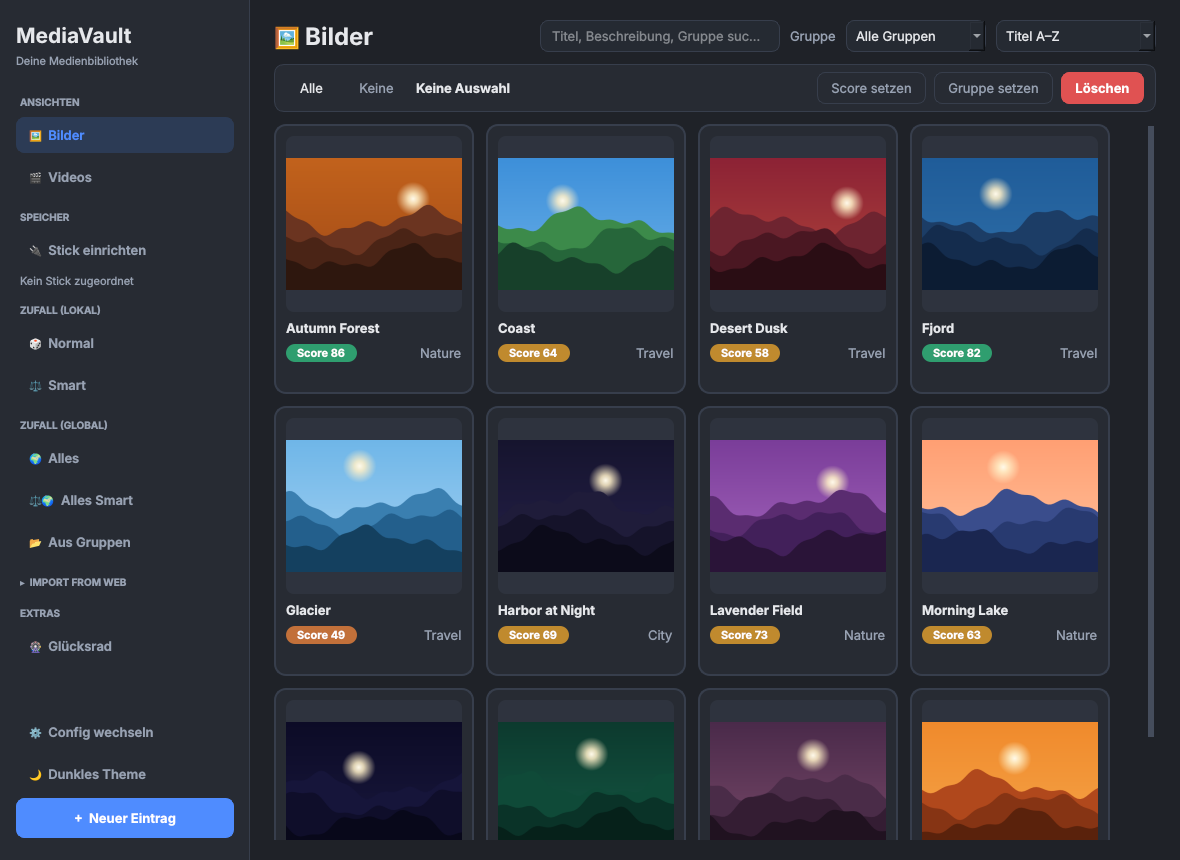 MediaVault
Deine Medienbibliothek
ANSICHTEN
Bilder
Videos
SPEICHER
Stick einrichten
Kein Stick zugeordnet
ZUFALL (LOKAL)
Normal
Smart
ZUFALL (GLOBAL)
Alles
Alles Smart
Aus Gruppen
▸ IMPORT FROM WEB
EXTRAS
Glücksrad
Config wechseln
Dunkles Theme
+ Neuer Eintrag
Bilder
Titel, Beschreibung, Gruppe suc...
Gruppe
Alle Gruppen
Titel A–Z
Alle
Keine
Keine Auswahl
Score setzen
Gruppe setzen
Löschen
Autumn Forest
Score 86
Nature
Coast
Score 64
Travel
Desert Dusk
Score 58
Travel
Fjord
Score 82
Travel
Glacier
Score 49
Travel
Harbor at Night
Score 69
City
Lavender Field
Score 73
Nature
Morning Lake
Score 63
Nature